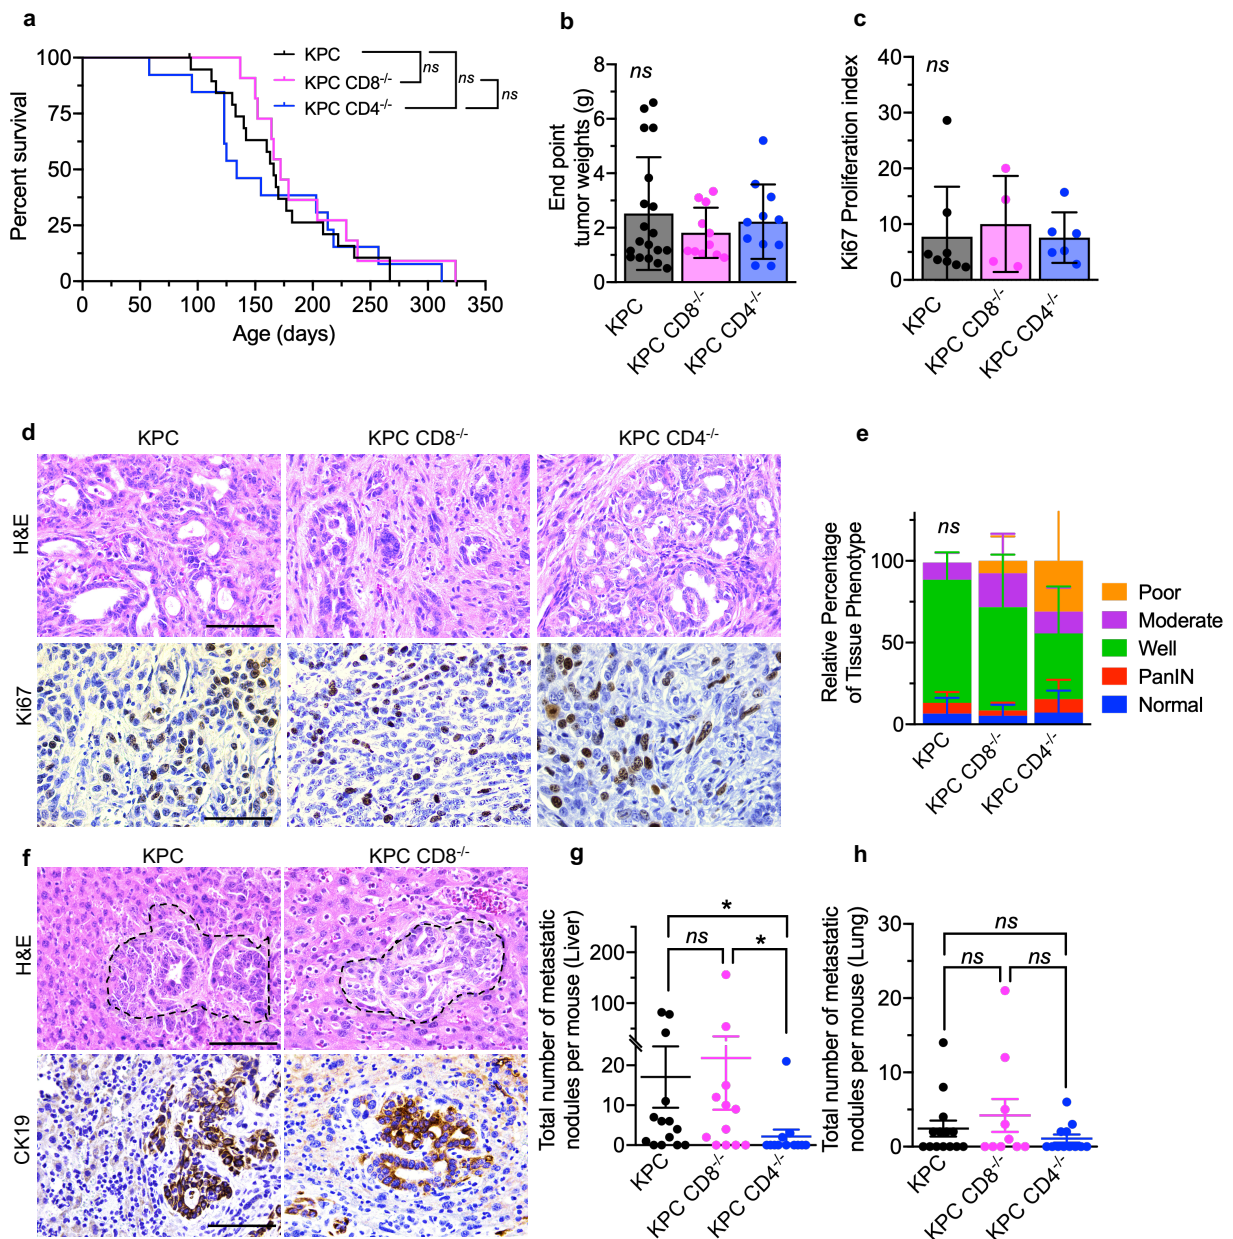 a
100
75
50
25
0
Percent survival
0 50 100 150 200 250 300 350
Age (days)
KPC
KPC CD8-/-
KPC CD4-/-
ns
ns
ns
b
8
6
4
2
0
End point
tumor weights (g)
ns
KPC
KPC CD8-/-
KPC CD4-/-
c
40
30
20
10
0
Ki67 Proliferation index
ns
KPC
KPC CD8-/-
KPC CD4-/-
d
KPC
KPC CD8-/-
KPC CD4-/-
H&E
Ki67
e
100
50
0
Relative Percentage
of Tissue Phenotype
ns
KPC
KPC CD8-/-
KPC CD4-/-
Poor
Moderate
Well
PanIN
Normal
f
KPC
KPC CD8-/-
H&E
CK19
g
200
100
20
10
0
Total number of metastatic
nodules per mouse (Liver)
*
ns
*
KPC
KPC CD8-/-
KPC CD4-/-
h
30
20
10
0
Total number of metastatic
nodules per mouse (Lung)
ns
ns
ns
KPC
KPC CD8-/-
KPC CD4-/-